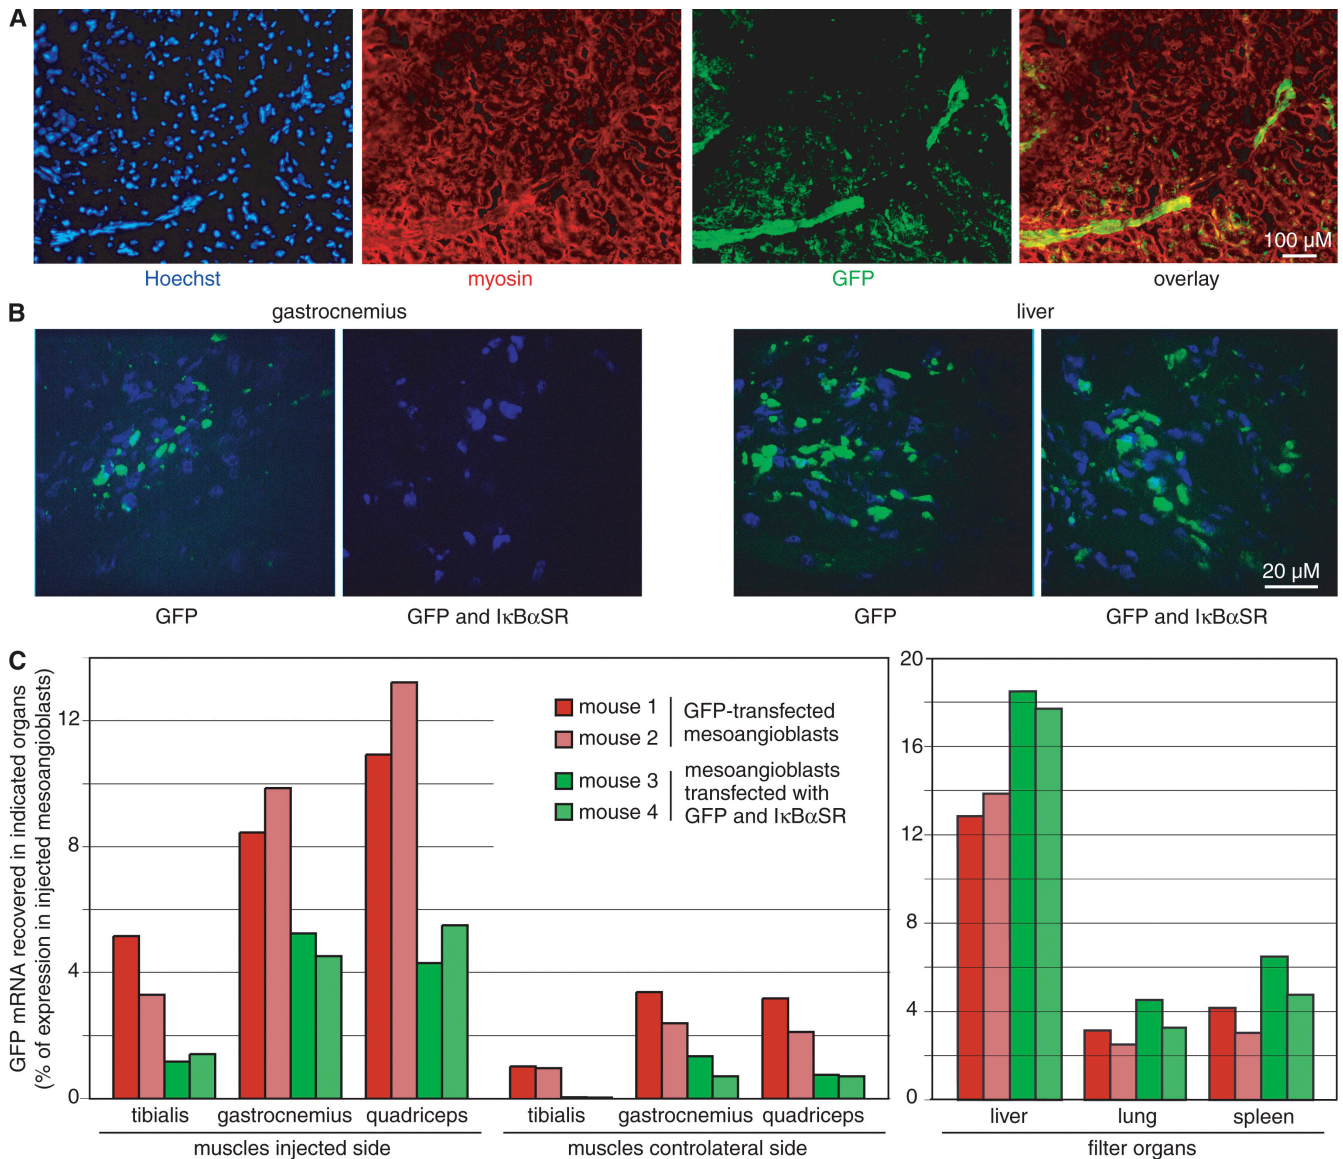 A
Hoechst
myosin
GFP
overlay
100 µM
B
gastrocnemius
liver
GFP
GFP and IκBαSR
GFP
GFP and IκBαSR
20 µM
C
GFP mRNA recovered in indicated organs
(% of expression in injected mesoangioblasts)
12
8
4
0
mouse 1
mouse 2
GFP-transfected
mesoangioblasts
mouse 3
mouse 4
mesoangioblasts
transfected with
GFP and IκBαSR
tibialis gastrocnemius quadriceps
muscles injected side
tibialis gastrocnemius quadriceps
muscles controlateral side
20
16
12
8
4
0
liver lung spleen
filter organs